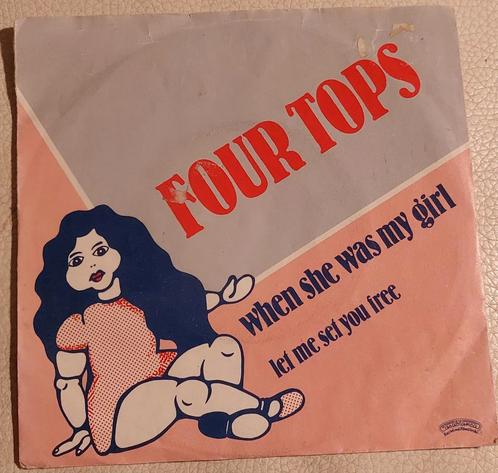 FOUR TOPS
when she was my girl
let me set you free